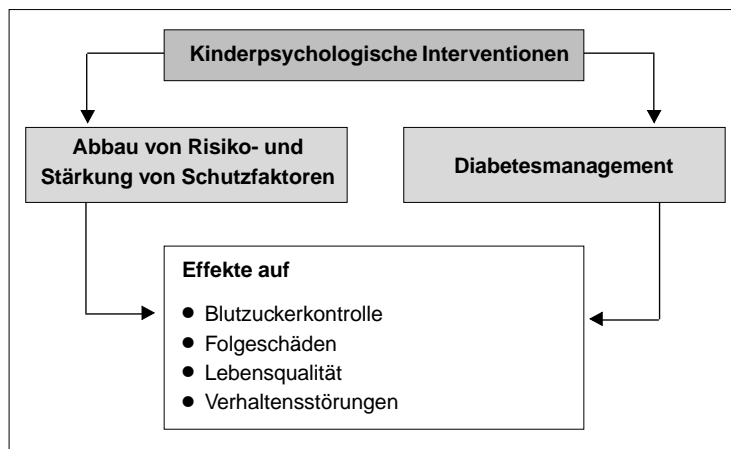 Kinderpsychologische Interventionen
Abbau von Risiko- und
Stärkung von Schutzfaktoren
Diabetesmanagement
Effekte auf
● Blutzuckerkontrolle
● Folgeschäden
● Lebensqualität
● Verhaltensstörungen